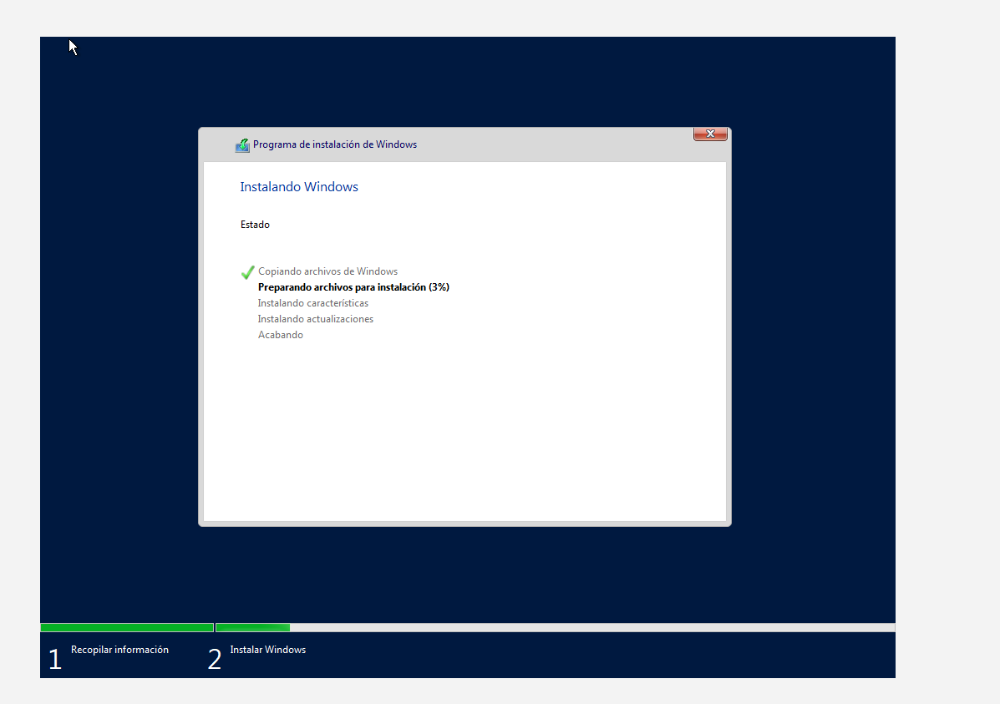 Programa de instalación de Windows
Instalando Windows
Estado
Copiando archivos de Windows
Preparando archivos para instalación (3%)
Instalando características
Instalando actualizaciones
Acabando
1 Recopilar información
2 Instalar Windows